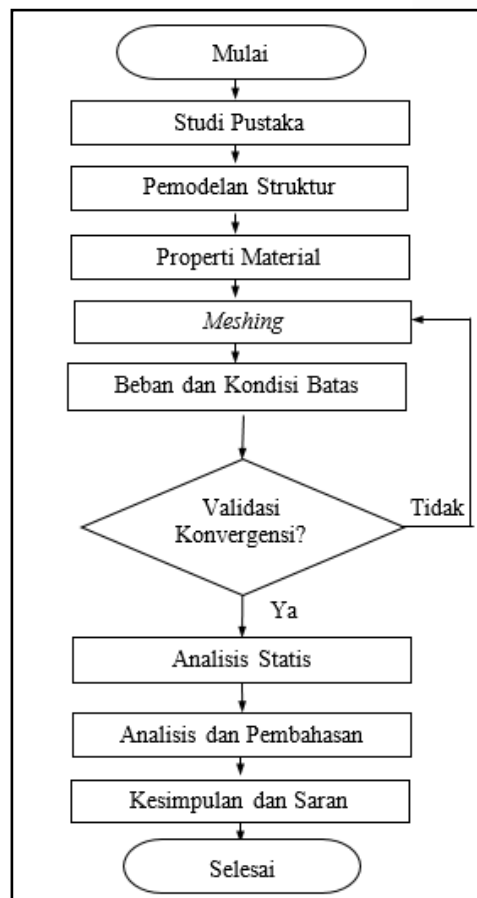 Mulai
Studi Pustaka
Pemodelan Struktur
Properti Material
Meshing
Beban dan Kondisi Batas
Validasi
Konvergensi?
Tidak
Ya
Analisis Statis
Analisis dan Pembahasan
Kesimpulan dan Saran
Selesai